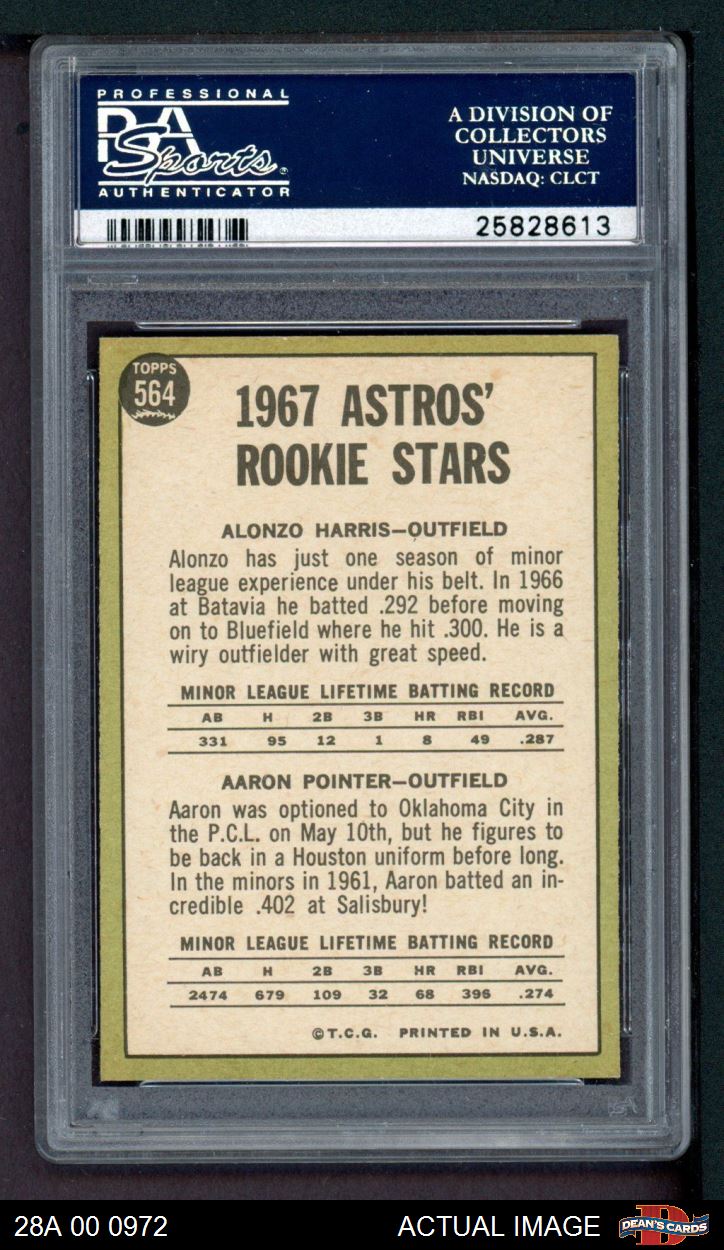 PROFESSIONAL
PSA
Sports
AUTHENTICATOR
A DIVISION OF
COLLECTORS
UNIVERSE
NASDAQ: CLCT
25828613
TOPPS
564
1967 ASTROS'
ROOKIE STARS
ALONZO HARRIS—OUTFIELD
Alonzo has just one season of minor
league experience under his belt. In 1966
at Batavia he batted .292 before moving
on to Bluefield where he hit .300. He is a
wiry outfielder with great speed.
MINOR LEAGUE LIFETIME BATTING RECORD
AB H 2B 3B HR RBI AVG.
331 95 12 1 8 49 .287
AARON POINTER—OUTFIELD
Aaron was optioned to Oklahoma City in
the P.C.L. on May 10th, but he figures to
be back in a Houston uniform before long.
In the minors in 1961, Aaron batted an in-
credible .402 at Salisbury!
MINOR LEAGUE LIFETIME BATTING RECORD
AB H 2B 3B HR RBI AVG.
2474 679 109 32 68 396 .274
©T.C.G. PRINTED IN U.S.A.
PSA
28A 00 0972
ACTUAL IMAGE
DEAN'S CARDS